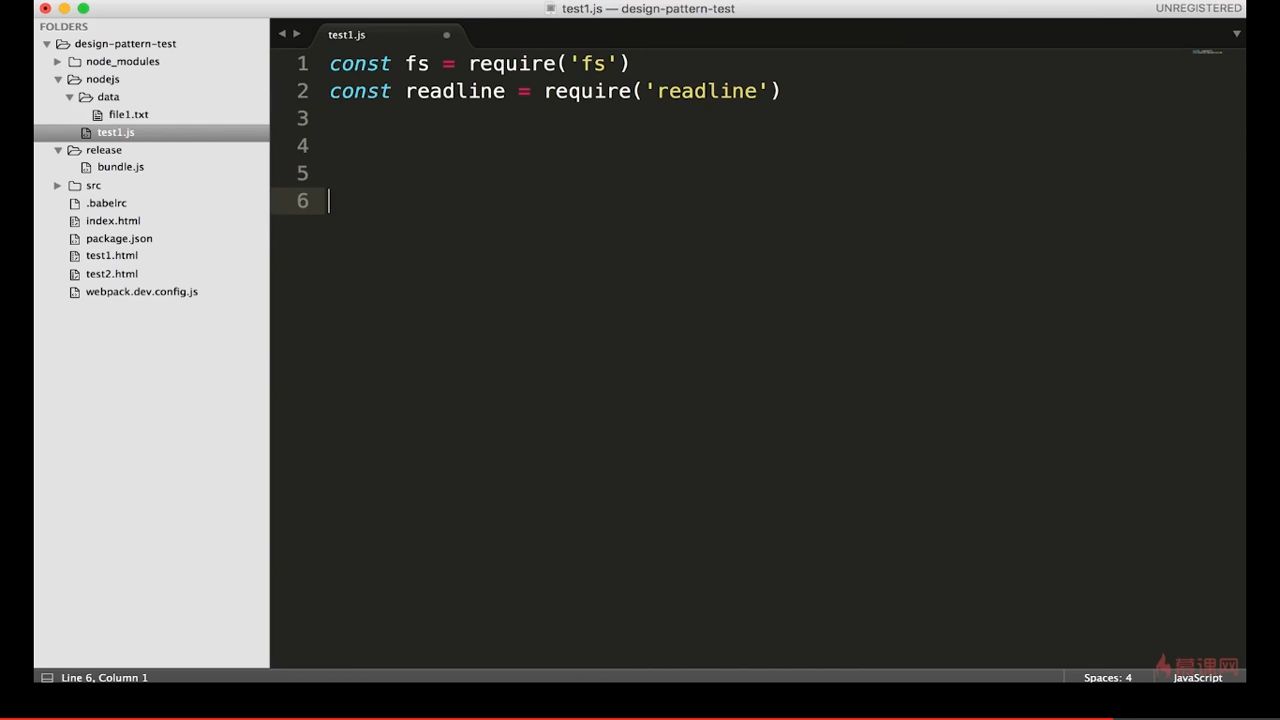 test1.js — design-pattern-test
UNREGISTERED
FOLDERS
design-pattern-test
node_modules
nodejs
data
file1.txt
test1.js
release
bundle.js
src
.babelrc
index.html
package.json
test1.html
test2.html
webpack.dev.config.js
test1.js
1 const fs = require('fs')
2 const readline = require('readline')
3
4
5
6
慕课网
Line 6, Column 1
Spaces: 4
JavaScript